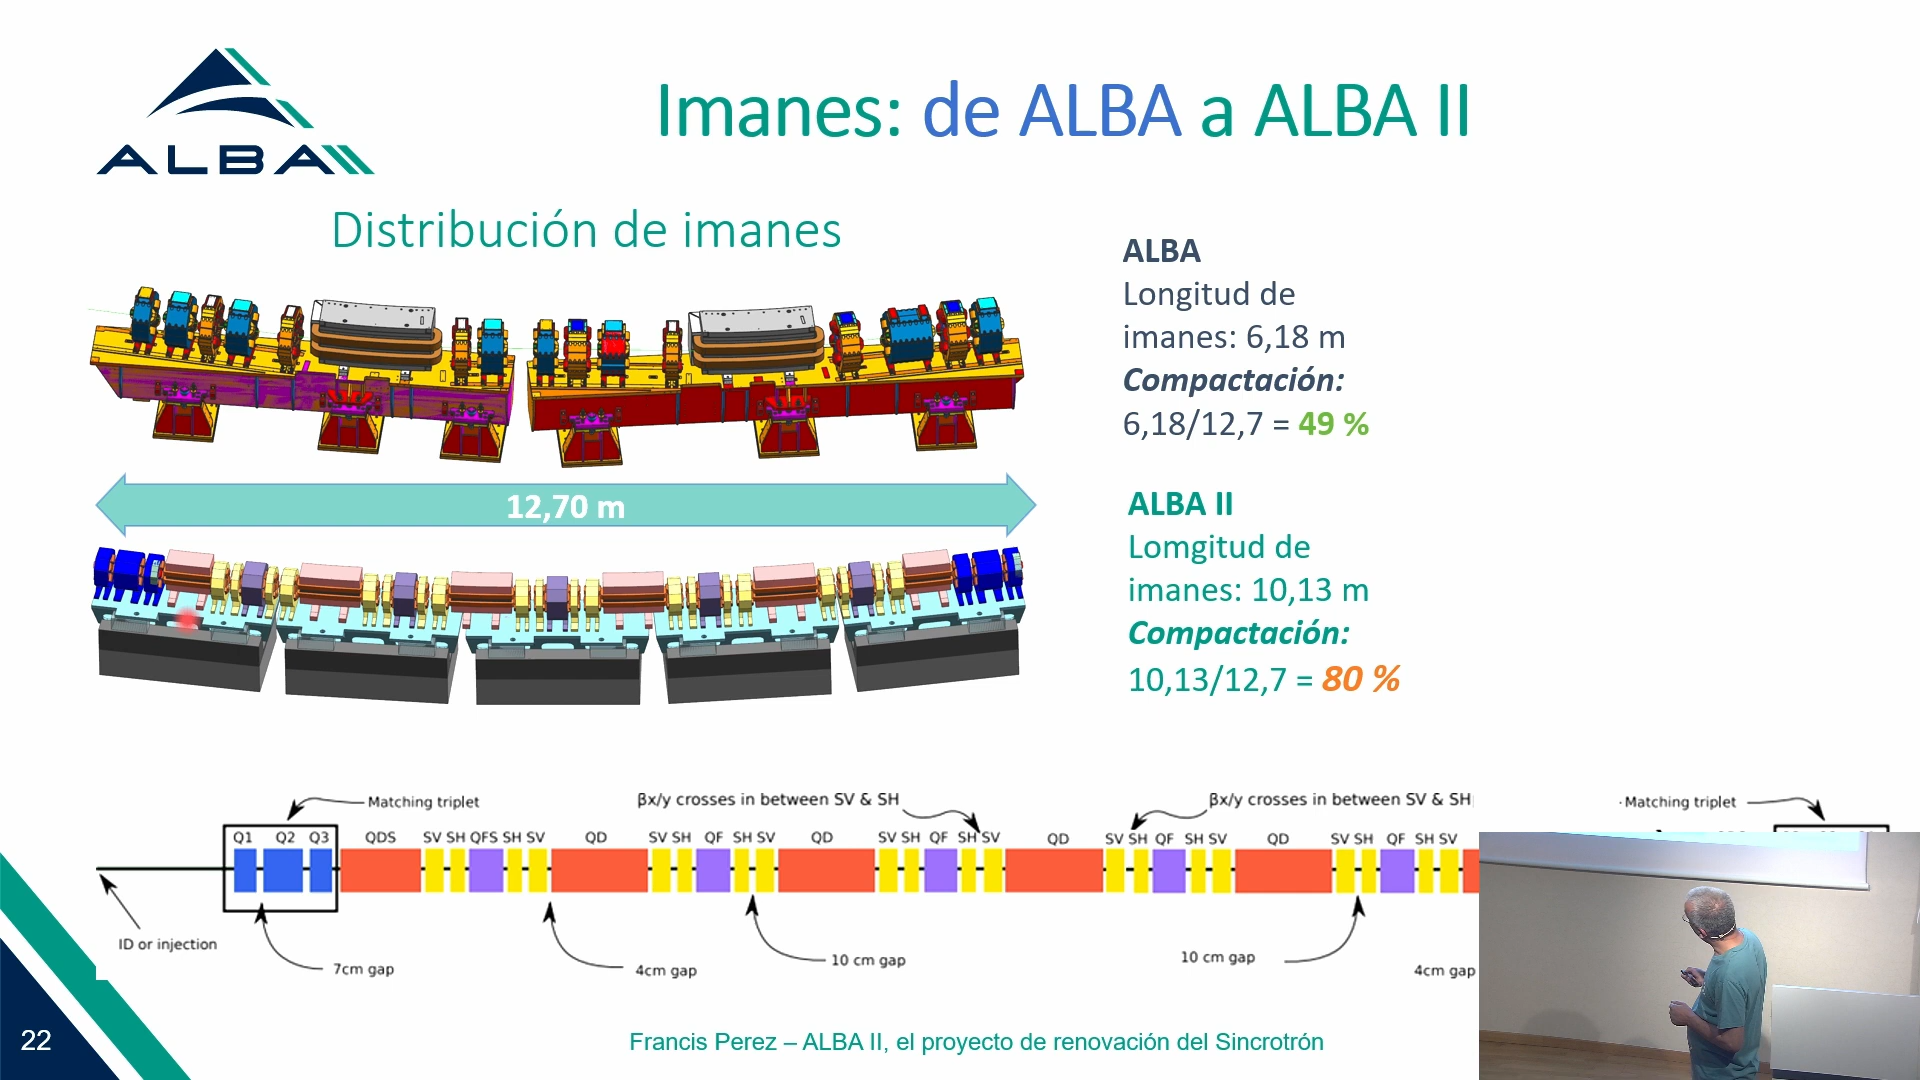 ALBA
Imanes: de ALBA a ALBA II
Distribución de imanes
12,70 m
ALBA
Longitud de
imanes: 6,18 m
Compactación:
6,18/12,7 = 49 %
ALBA II
Lomgitud de
imanes: 10,13 m
Compactación:
10,13/12,7 = 80 %
Matching triplet
βx/y crosses in between SV & SH
βx/y crosses in between SV & SH
Matching triplet
Q1 Q2 Q3 QDS SV SH QFS SH SV QD SV SH QF SH SV QD SV SH QF SH SV QD SV SH QF SH SV QD SV SH QF SH SV
ID or injection
7cm gap
4cm gap
10 cm gap
10 cm gap
4cm gap
22
Francis Perez – ALBA II, el proyecto de renovación del Sincrotrón